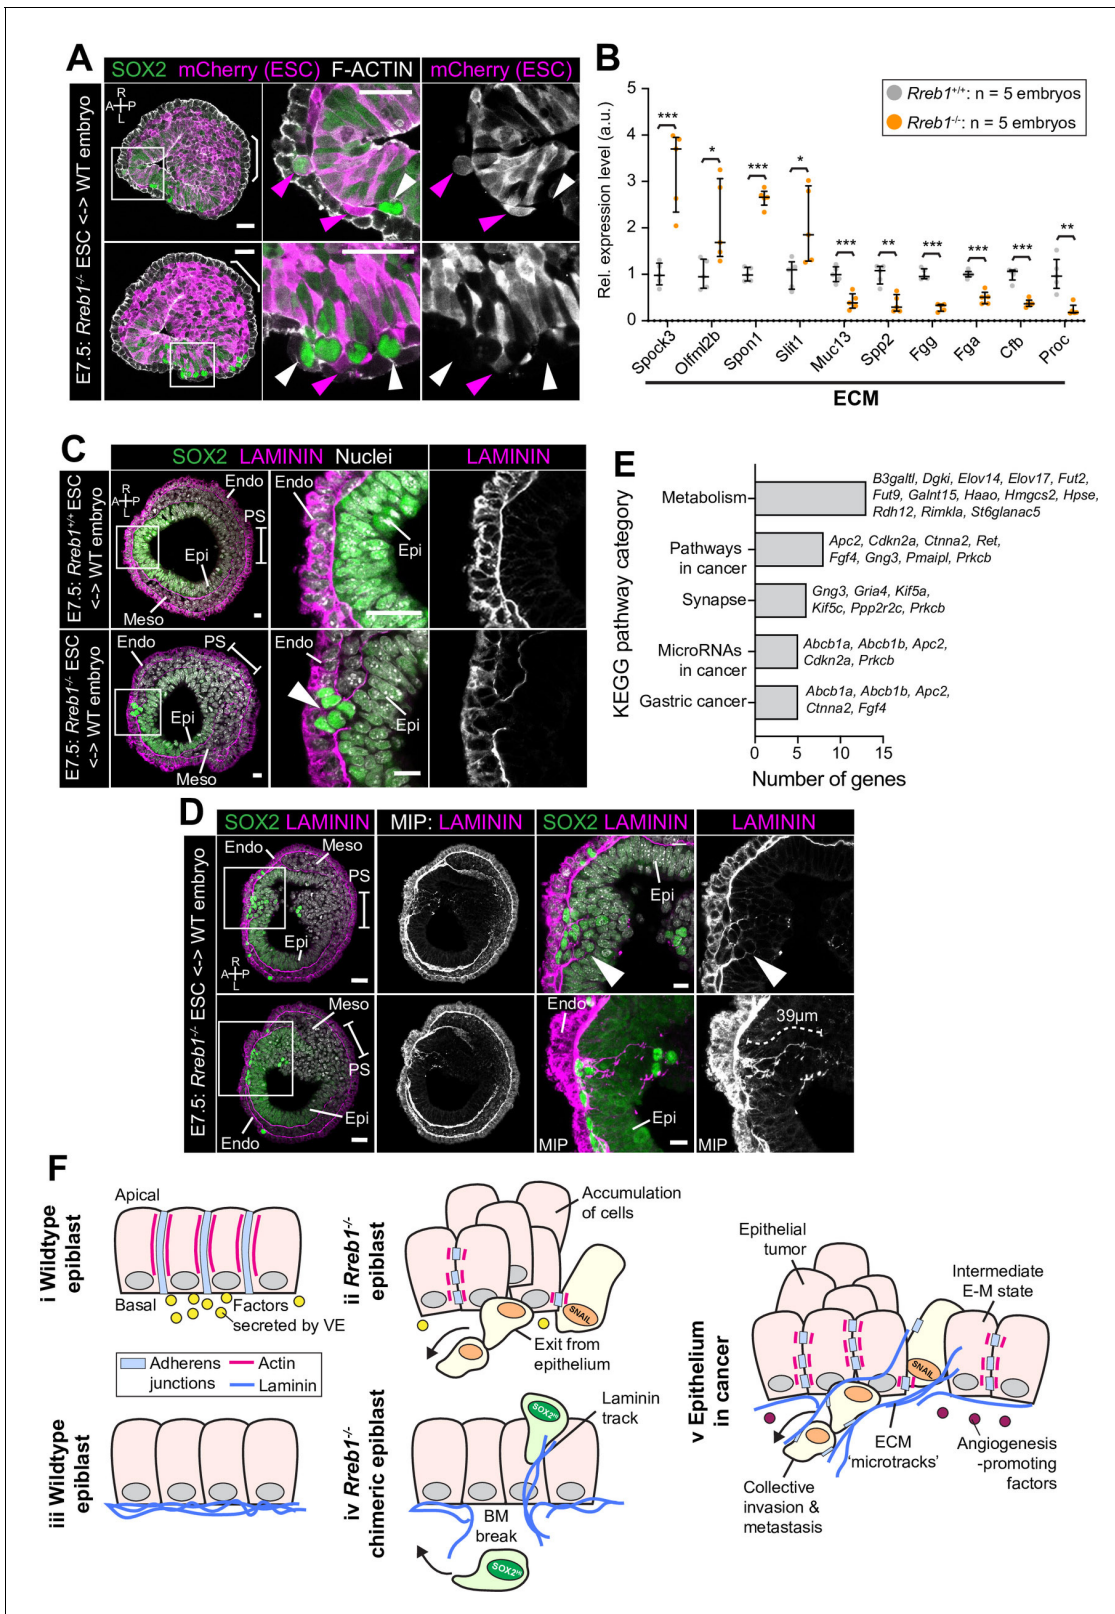 A
SOX2 mCherry (ESC) F-ACTIN
mCherry (ESC)
E7.5: Rreb1-/- ESC <-> WT embryo
R
A P
L
B
Rel. expression level (a.u.)
5
4
3
2
1
0
Rreb1+/+: n = 5 embryos
Rreb1-/-: n = 5 embryos
***
*
***
*
***
**
***
***
***
**
Spock3
Olfml2b
Spon1
Slit1
Muc13
Spp2
Fgg
Fga
Cfb
Proc
ECM
C
SOX2 LAMININ Nuclei
LAMININ
E7.5: Rreb1+/+ ESC
<-> WT embryo
R
A P
L
Endo
PS
Epi
Meso
Endo
Epi
E7.5: Rreb1-/- ESC
<-> WT embryo
Endo
PS
Epi
Meso
Endo
Epi
E
KEGG pathway category
Metabolism
B3galtl, Dgki, Elov14, Elov17, Fut2,
Fut9, Galnt15, Haao, Hmgcs2, Hpse,
Rdh12, Rimkla, St6glanac5
Pathways
in cancer
Apc2, Cdkn2a, Ctnna2, Ret,
Fgf4, Gng3, Pmaipl, Prkcb
Synapse
Gng3, Gria4, Kif5a,
Kif5c, Ppp2r2c, Prkcb
MicroRNAs
in cancer
Abcb1a, Abcb1b, Apc2,
Cdkn2a, Prkcb
Gastric cancer
Abcb1a, Abcb1b, Apc2,
Ctnna2, Fgf4
0 5 10 15
Number of genes
D
SOX2 LAMININ
MIP: LAMININ
SOX2 LAMININ
LAMININ
E7.5: Rreb1-/- ESC <-> WT embryo
Endo
Meso
PS
Epi
R
A P
L
Epi
Meso
PS
Epi
Endo
Endo
Epi
MIP
39µm
MIP
F
i Wildtype
epiblast
Apical
Basal
Factors
secreted by VE
Adherens
junctions
Actin
Laminin
ii Rreb1-/-
epiblast
Accumulation
of cells
SNAIL
Exit from
epithelium
iii Wildtype
epiblast
iv Rreb1-/-
chimeric epiblast
SOX2hi
Laminin
track
BM
break
SOX2hi
v Epithelium
in cancer
Epithelial
tumor
Intermediate
E-M state
SNAIL
ECM
'microtracks'
Angiogenesis
-promoting
factors
Collective
invasion &
metastasis